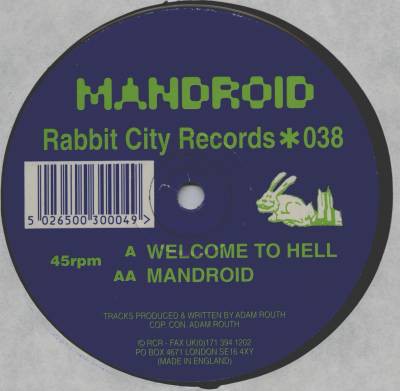 MANDROID
Rabbit City Records * 038
5 026500 300049 >
45rpm
A WELCOME TO HELL
AA MANDROID
TRACKS PRODUCED & WRITTEN BY ADAM ROUTH
COP. CON. ADAM ROUTH
© RCR - FAX UK(0)171 394 1202
PO BOX 4671 LONDON SE16 4XY
(MADE IN ENGLAND)